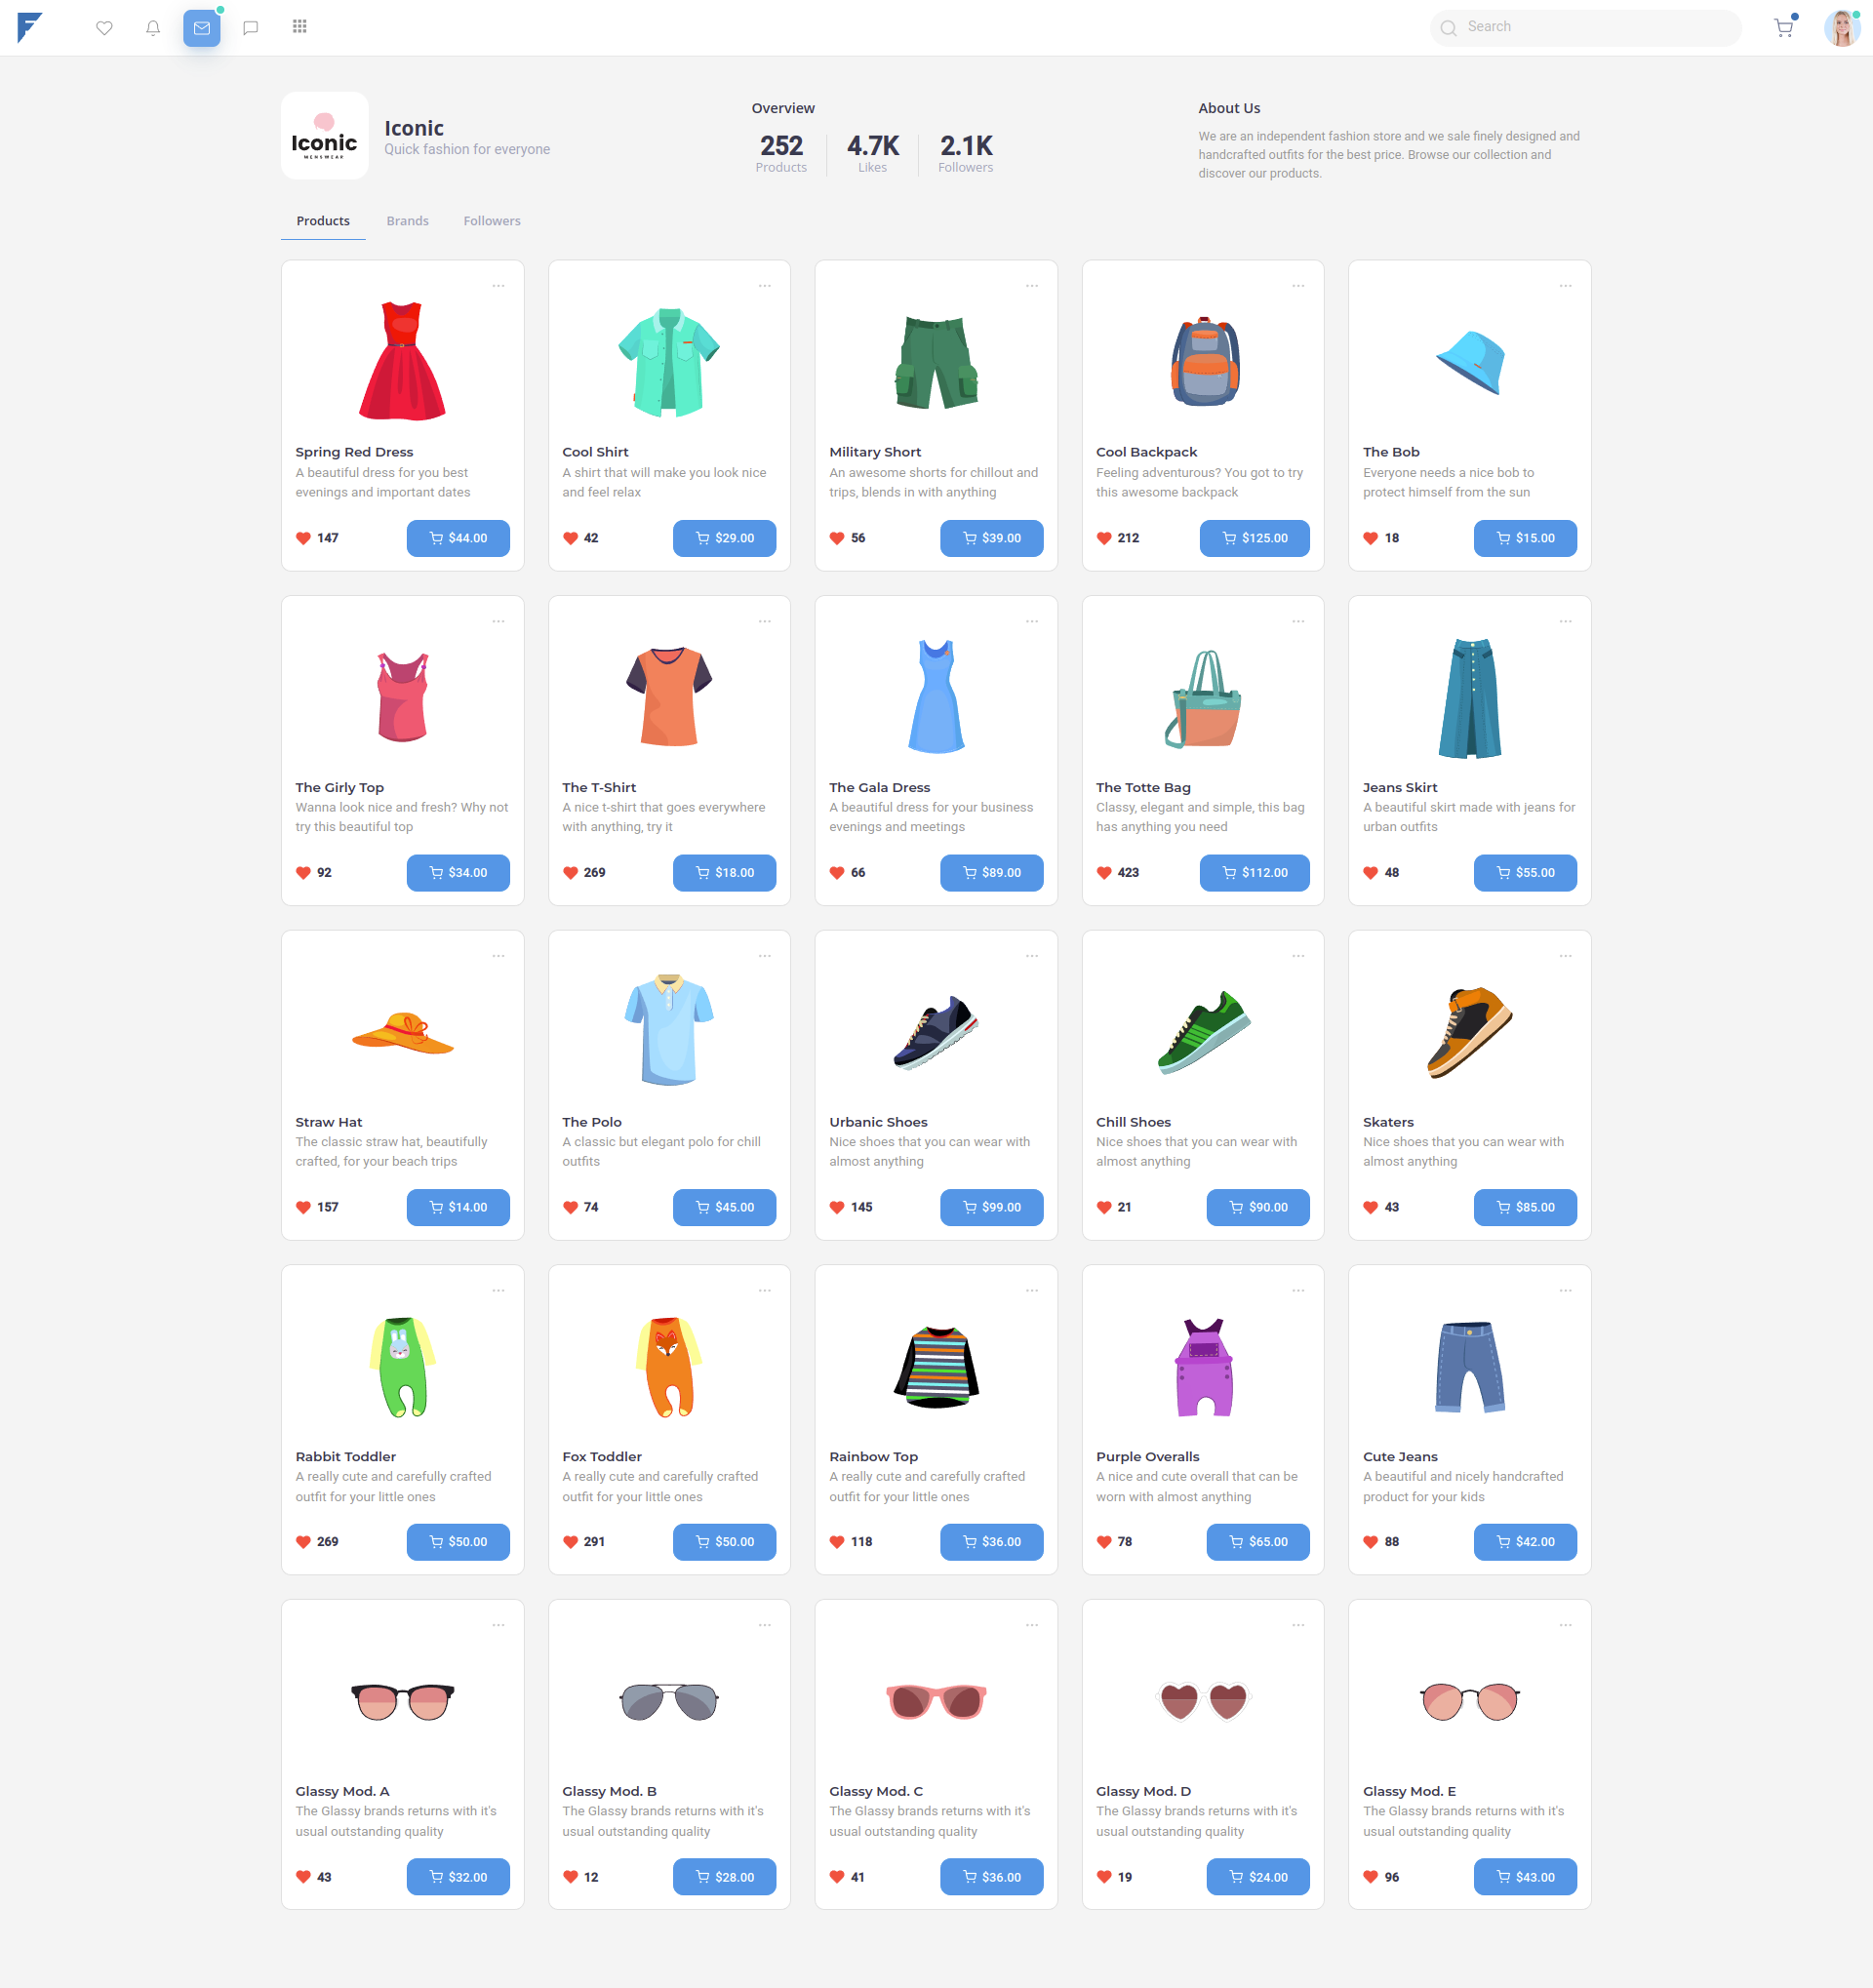 Search
Iconic
MENSWEAR
Iconic
Quick fashion for everyone
Overview
252
Products
4.7K
Likes
2.1K
Followers
About Us
We are an independent fashion store and we sale finely designed and
handcrafted outfits for the best price. Browse our collection and
discover our products.
Products
Brands
Followers
Spring Red Dress
A beautiful dress for you best
evenings and important dates
147
$44.00
Cool Shirt
A shirt that will make you look nice
and feel relax
42
$29.00
Military Short
An awesome shorts for chillout and
trips, blends in with anything
56
$39.00
Cool Backpack
Feeling adventurous? You got to try
this awesome backpack
212
$125.00
The Bob
Everyone needs a nice bob to
protect himself from the sun
18
$15.00
The Girly Top
Wanna look nice and fresh? Why not
try this beautiful top
92
$34.00
The T-Shirt
A nice t-shirt that goes everywhere
with anything, try it
269
$18.00
The Gala Dress
A beautiful dress for your business
evenings and meetings
66
$89.00
The Totte Bag
Classy, elegant and simple, this bag
has anything you need
423
$112.00
Jeans Skirt
A beautiful skirt made with jeans for
urban outfits
48
$55.00
Straw Hat
The classic straw hat, beautifully
crafted, for your beach trips
157
$14.00
The Polo
A classic but elegant polo for chill
outfits
74
$45.00
Urbanic Shoes
Nice shoes that you can wear with
almost anything
145
$99.00
Chill Shoes
Nice shoes that you can wear with
almost anything
21
$90.00
Skaters
Nice shoes that you can wear with
almost anything
43
$85.00
Rabbit Toddler
A really cute and carefully crafted
outfit for your little ones
269
$50.00
Fox Toddler
A really cute and carefully crafted
outfit for your little ones
291
$50.00
Rainbow Top
A really cute and carefully crafted
outfit for your little ones
118
$36.00
Purple Overalls
A nice and cute overall that can be
worn with almost anything
78
$65.00
Cute Jeans
A beautiful and nicely handcrafted
product for your kids
88
$42.00
Glassy Mod. A
The Glassy brands returns with it's
usual outstanding quality
43
$32.00
Glassy Mod. B
The Glassy brands returns with it's
usual outstanding quality
12
$28.00
Glassy Mod. C
The Glassy brands returns with it's
usual outstanding quality
41
$36.00
Glassy Mod. D
The Glassy brands returns with it's
usual outstanding quality
19
$24.00
Glassy Mod. E
The Glassy brands returns with it's
usual outstanding quality
96
$43.00